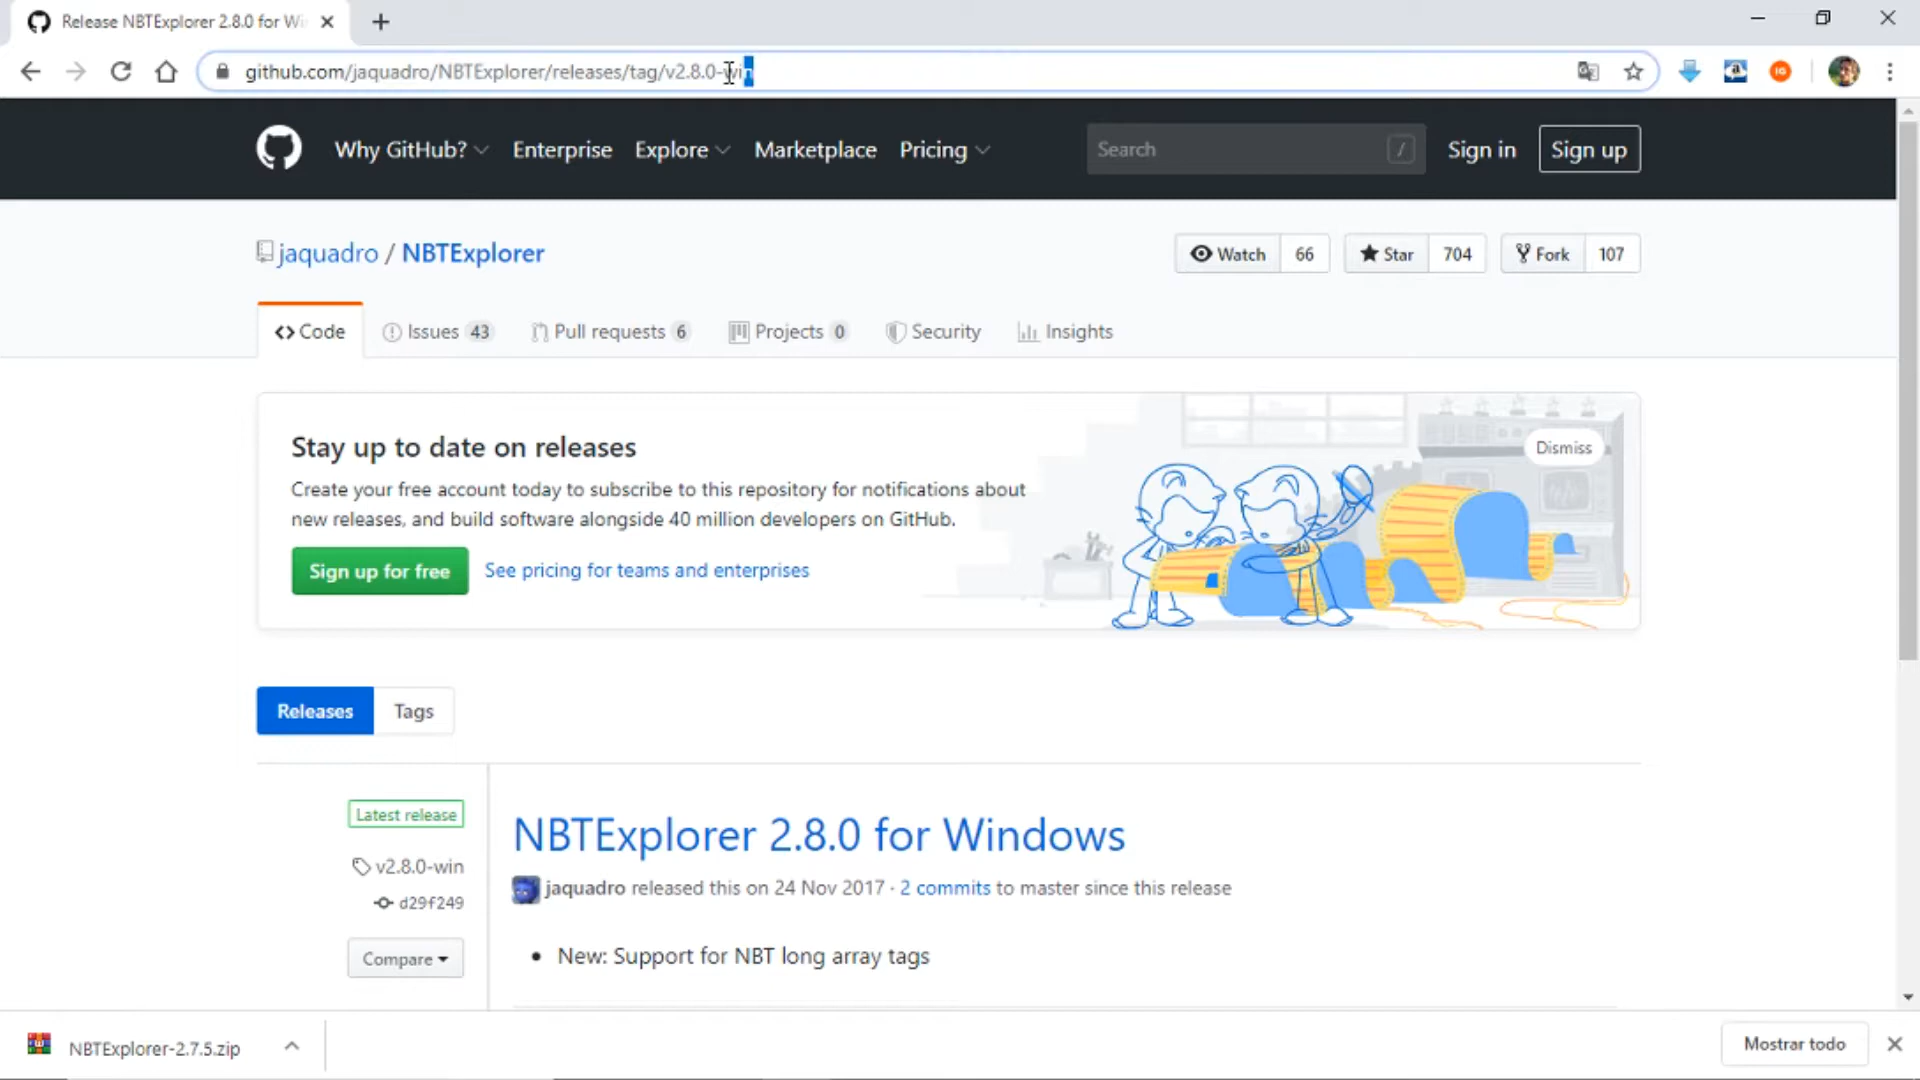 Release NBTExplorer 2.8.0 for Wi
github.com/jaquadro/NBTExplorer/releases/tag/v2.8.0-win
Why GitHub? Enterprise Explore Marketplace Pricing Search / Sign in Sign up
jaquadro / NBTExplorer
Watch 66 Star 704 Fork 107
Code Issues 43 Pull requests 6 Projects 0 Security Insights
Stay up to date on releases
Dismiss
Create your free account today to subscribe to this repository for notifications about
new releases, and build software alongside 40 million developers on GitHub.
Sign up for free See pricing for teams and enterprises
Releases Tags
Latest release
v2.8.0-win
d29f249
Compare
NBTExplorer 2.8.0 for Windows
jaquadro released this on 24 Nov 2017 · 2 commits to master since this release
• New: Support for NBT long array tags
NBTExplorer-2.7.5.zip
Mostrar todo